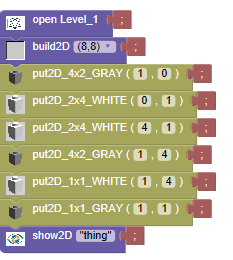 open Level_1 ;
build2D (8,8) ;
put2D_4x2_GRAY ( 1 , 0 ) ;
put2D_2x4_WHITE ( 0 , 1 ) ;
put2D_2x4_WHITE ( 4 , 1 ) ;
put2D_4x2_GRAY ( 1 , 4 ) ;
put2D_1x1_WHITE ( 1 , 4 ) ;
put2D_1x1_GRAY ( 1 , 1 ) ;
show2D "thing" ;